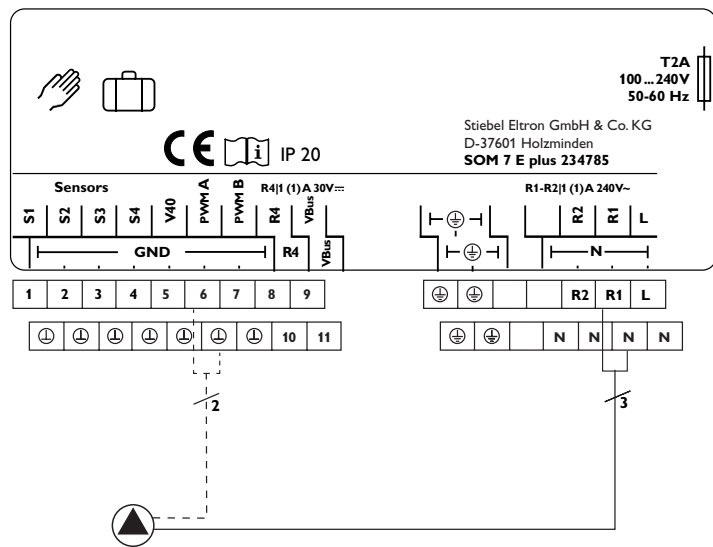 T2A
100 ... 240V
50-60 Hz
Stiebel Eltron GmbH & Co. KG
D-37601 Holzminden
SOM 7 E plus 234785
CE i IP 20
Sensors R4|1 (1) A 30V⎓ R1-R2|1 (1) A 240V~
S1 S2 S3 S4 V40 PWM A PWM B R4 VBus R2 R1 L
GND R4 VBus N
1 2 3 4 5 6 7 8 9 R2 R1 L
10 11 N N N N
2 3